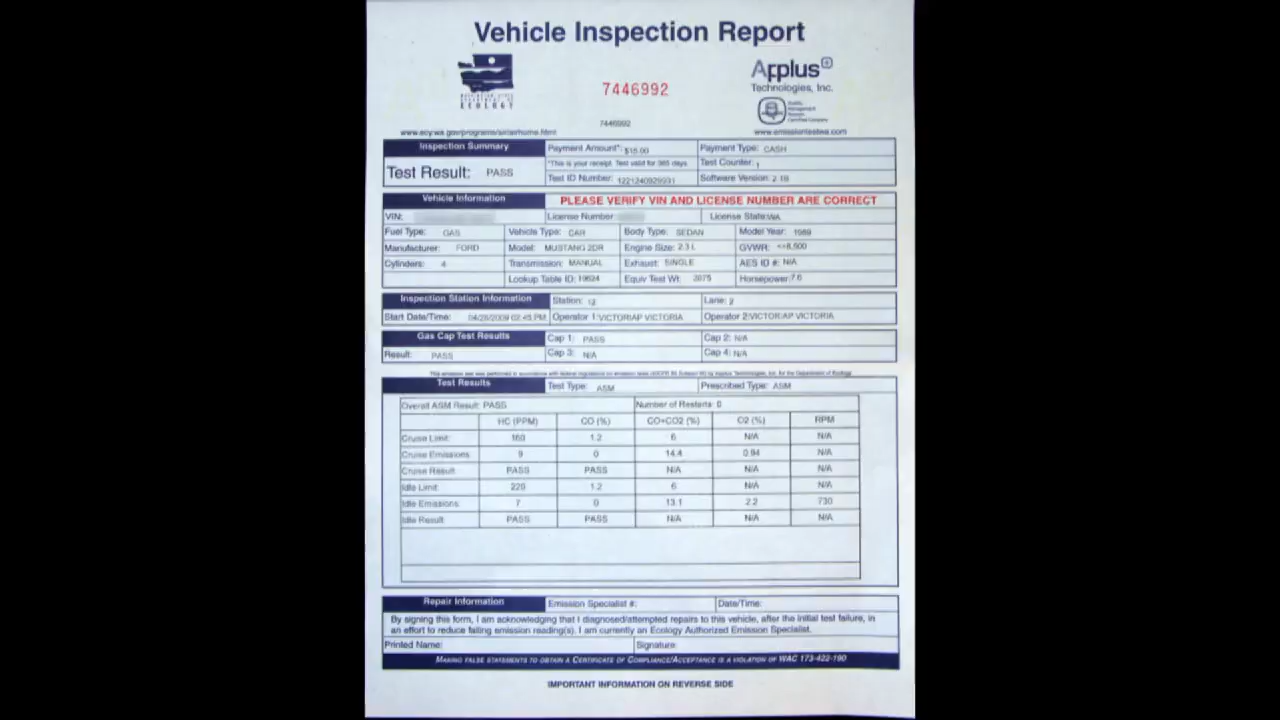 Vehicle Inspection Report
WASHINGTON STATE
DEPARTMENT OF
ECOLOGY
7446992
Applus+
Technologies, Inc.
Quality
Management
System
Certified Company
7446992
www.emissiontestwa.com
Inspection Summary Payment Amount*: $15.00 Payment Type: CASH
Test Result: PASS *This is your receipt. Test valid for 365 days Test Counter: 1
Test ID Number: Software Version: 2.19
Vehicle Information PLEASE VERIFY VIN AND LICENSE NUMBER ARE CORRECT
VIN: License Number: License State: WA
Fuel Type: GAS Vehicle Type: CAR Body Type: SEDAN Model Year:
Manufacturer: FORD Model: MUSTANG 2DR Engine Size: 2.3 L GVWR: <=8,500
Cylinders: 4 Transmission: MANUAL Exhaust: SINGLE AES ID #: N/A
Lookup Table ID: Equiv Test Wt: Horsepower: 7.6
Inspection Station Information Station: 12 Lane: 2
Start Date/Time: 04/28/2009 02:45 PM Operator 1: VICTORIAP VICTORIA Operator 2: VICTORIAP VICTORIA
Gas Cap Test Results Cap 1: PASS Cap 2: N/A
Result: PASS Cap 3: N/A Cap 4: N/A
Test Results Test Type: ASM Prescribed Type: ASM
Overall ASM Result: PASS Number of Restarts: 0
HC (PPM) CO (%) CO+CO2 (%) O2 (%) RPM
Cruise Limit: 160 1.2 6 N/A N/A
Cruise Emissions 9 0 14.4 0.94 N/A
Cruise Result: PASS PASS N/A N/A N/A
Idle Limit 220 1.2 6 N/A N/A
Idle Emissions 7 0 13.1 2.2 730
Idle Result: PASS PASS N/A N/A N/A
Repair Information Emission Specialist #: Date/Time:
By signing this form, I am acknowledging that I diagnosed/attempted repairs to this vehicle, after the initial test failure, in
an effort to reduce failing emission reading(s). I am currently an Ecology Authorized Emission Specialist.
Printed Name: Signature:
MAKING FALSE STATEMENTS TO OBTAIN A CERTIFICATE OF COMPLIANCE/ACCEPTANCE IS A VIOLATION OF WAC 173-422-190
IMPORTANT INFORMATION ON REVERSE SIDE